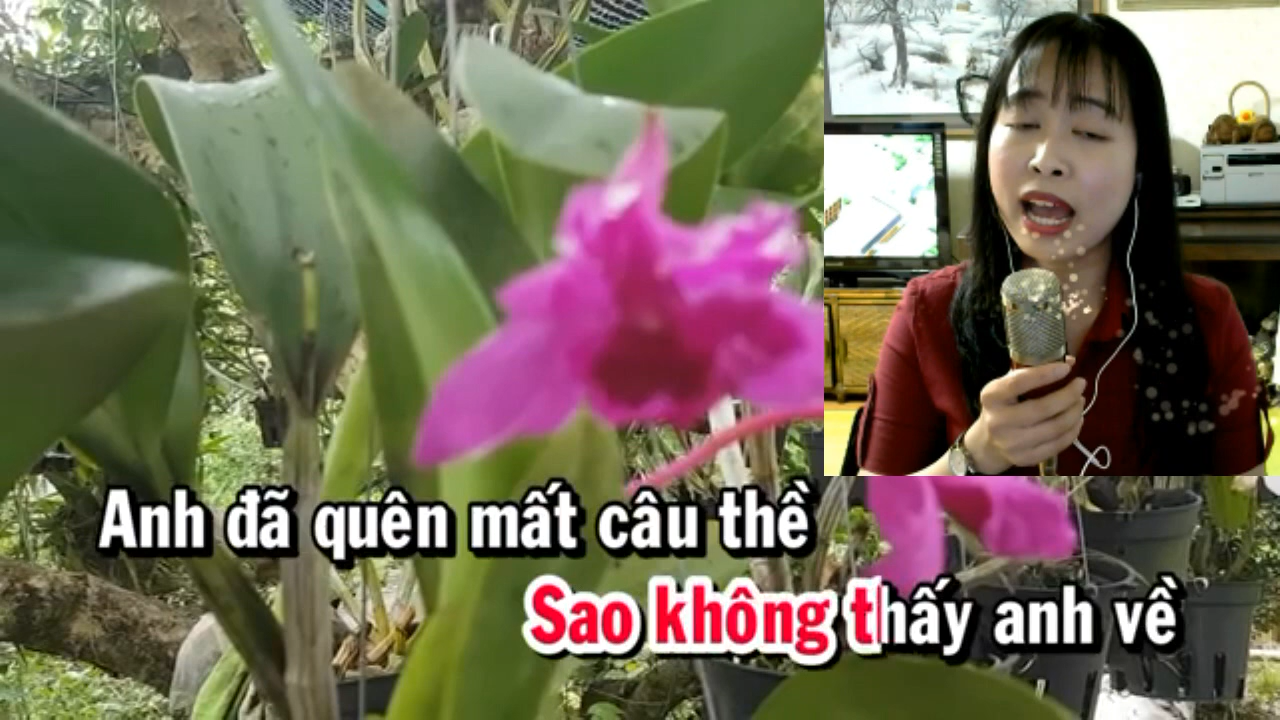 Anh đã quên mất câu thề
Sao không thấy anh về